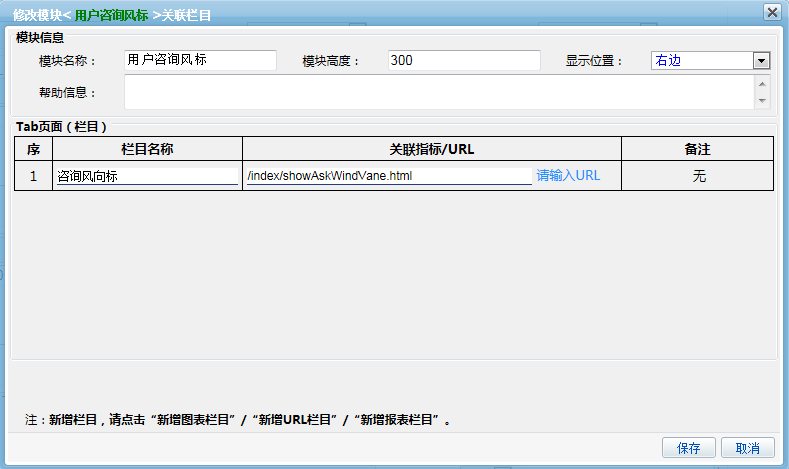 修改模块< 用户咨询风标 >关联栏目
模块信息
模块名称： 用户咨询风标 模块高度： 300 显示位置： 右边
帮助信息：
Tab页面（栏目）
序 栏目名称 关联指标/URL 备注
1 咨询风向标 /index/showAskWindVane.html 请输入URL 无
注：新增栏目，请点击“新增图表栏目”/“新增URL栏目”/“新增报表栏目”。
保存 取消